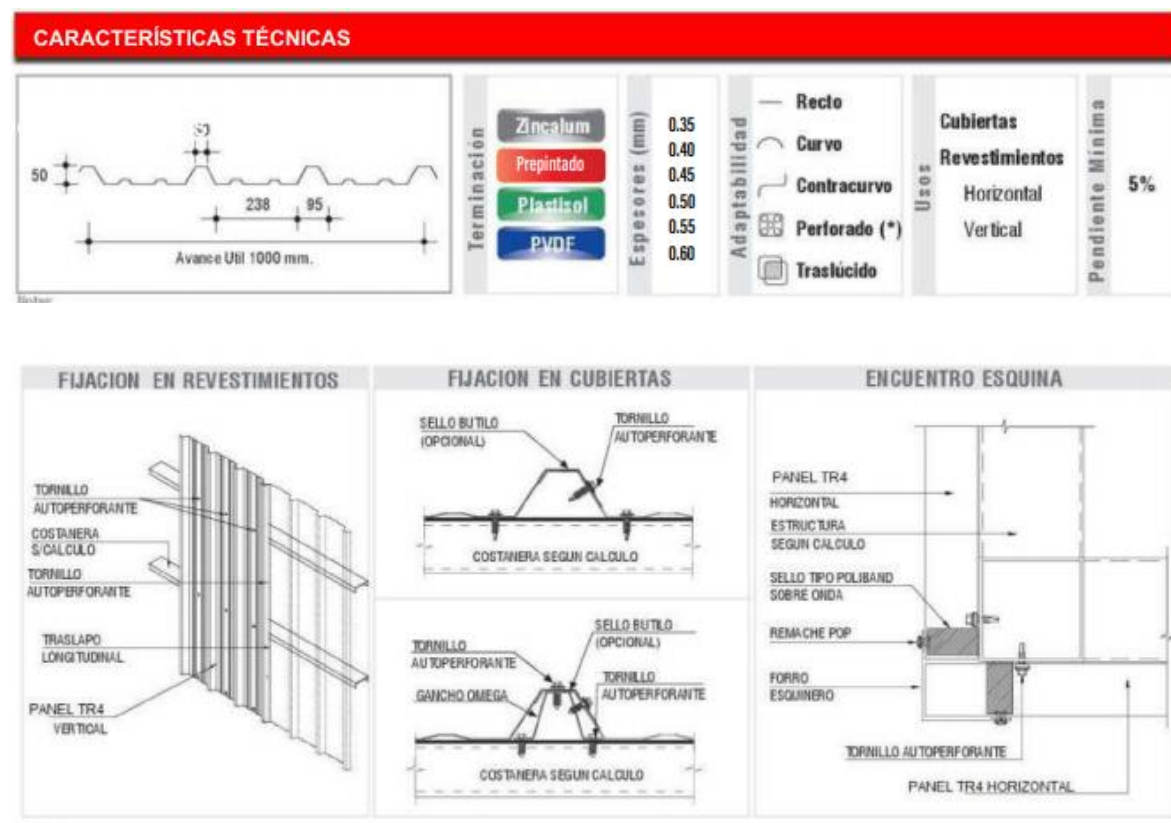 CARACTERÍSTICAS TÉCNICAS
50
238
95
Avance Util 1000 mm.
Terminación
Zincalum
Prepintado
Plastisol
PVDF
Espesores (mm)
0.35
0.40
0.45
0.50
0.55
0.60
Adaptabilidad
Recto
Curvo
Contracurvo
Perforado (*)
Traslúcido
Usos
Cubiertas
Revestimientos
Horizontal
Vertical
Pendiente Mínima
5%
FIJACION EN REVESTIMIENTOS
TORNILLO
AUTOPERFORANTE
COSTANERA
S/CALCULO
TORNILLO
AUTOPERFORANTE
TRASLAPO
LONGITUDINAL
PANEL TR4
VERTICAL
FIJACION EN CUBIERTAS
SELLO BUTILO
(OPCIONAL)
TORNILLO
AUTOPERFORANTE
COSTANERA SEGUN CALCULO
TORNILLO
AUTOPERFORANTE
GANCHO OMEGA
SELLO BUTILO
(OPCIONAL)
TORNILLO
AUTOPERFORANTE
COSTANERA SEGUN CALCULO
ENCUENTRO ESQUINA
PANEL TR4
HORIZONTAL
ESTRUCTURA
SEGUN CALCULO
SELLO TIPO POLIBAND
SOBRE ONDA
REMACHE POP
FORRO
ESQUINERO
TORNILLO AUTOPERFORANTE
PANEL TR4 HORIZONTAL